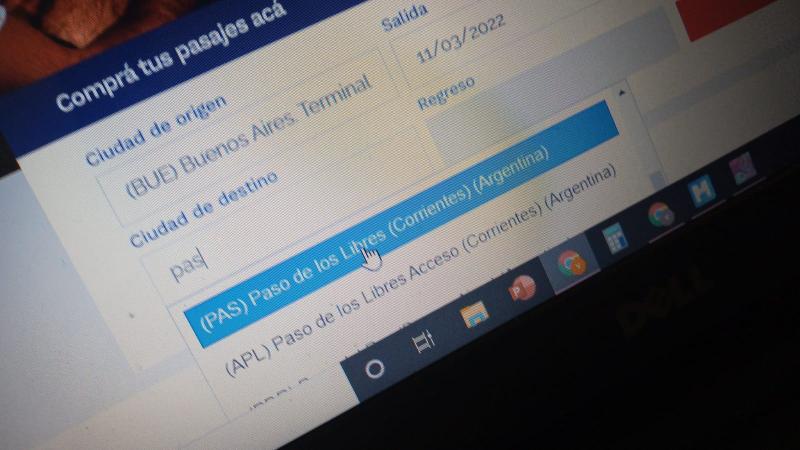 Comprá tus pasajes acá
Ciudad de origen
Salida
(BUE) Buenos Aires. Terminal
11/03/2022
Ciudad de destino
Regreso
pas
(PAS) Paso de los Libres (Corrientes) (Argentina)
(APL) Paso de los Libres Acceso (Corrientes) (Argentina)
DELL